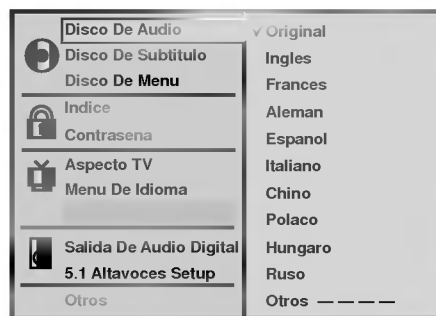 Disco De Audio
Disco De Subtitulo
Disco De Menu
Indice
Contrasena
Aspecto TV
Menu De Idioma
Salida De Audio Digital
5.1 Altavoces Setup
Otros
✓ Original
Ingles
Frances
Aleman
Espanol
Italiano
Chino
Polaco
Hungaro
Ruso
Otros — — — —